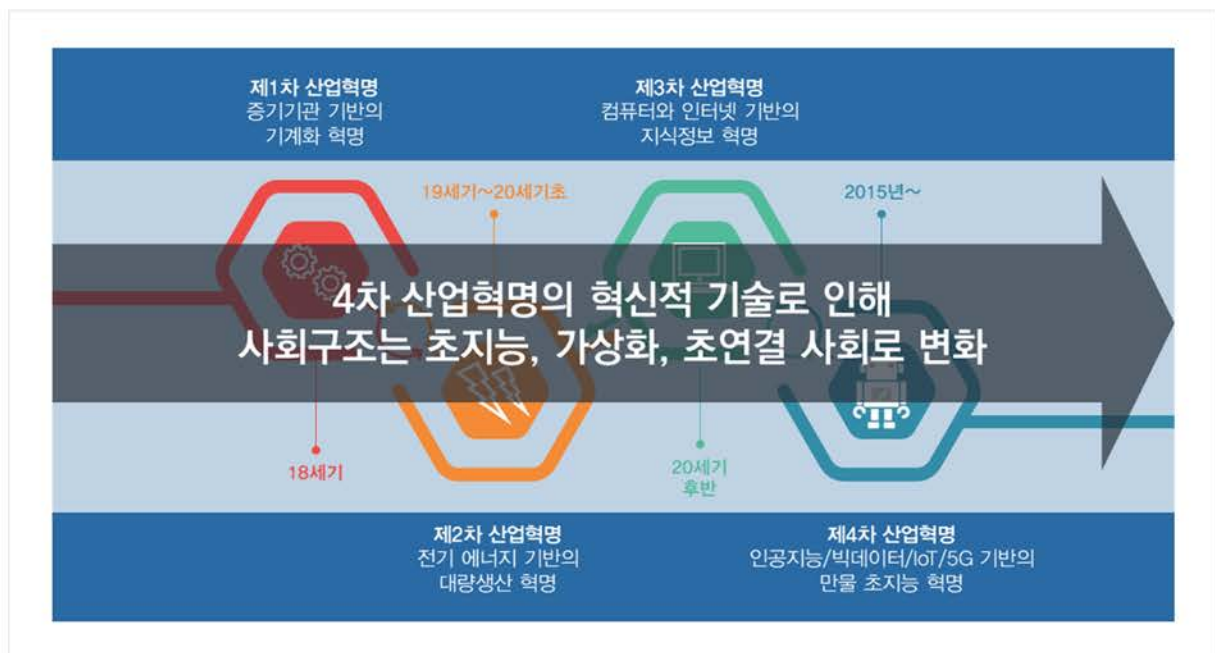 제1차 산업혁명
증기기관 기반의
기계화 혁명
제3차 산업혁명
컴퓨터와 인터넷 기반의
지식정보 혁명
19세기~20세기초
2015년~
4차 산업혁명의 혁신적 기술로 인해
사회구조는 초지능, 가상화, 초연결 사회로 변화
18세기
20세기
후반
제2차 산업혁명
전기 에너지 기반의
대량생산 혁명
제4차 산업혁명
인공지능/빅데이터/IoT/5G 기반의
만물 초지능 혁명